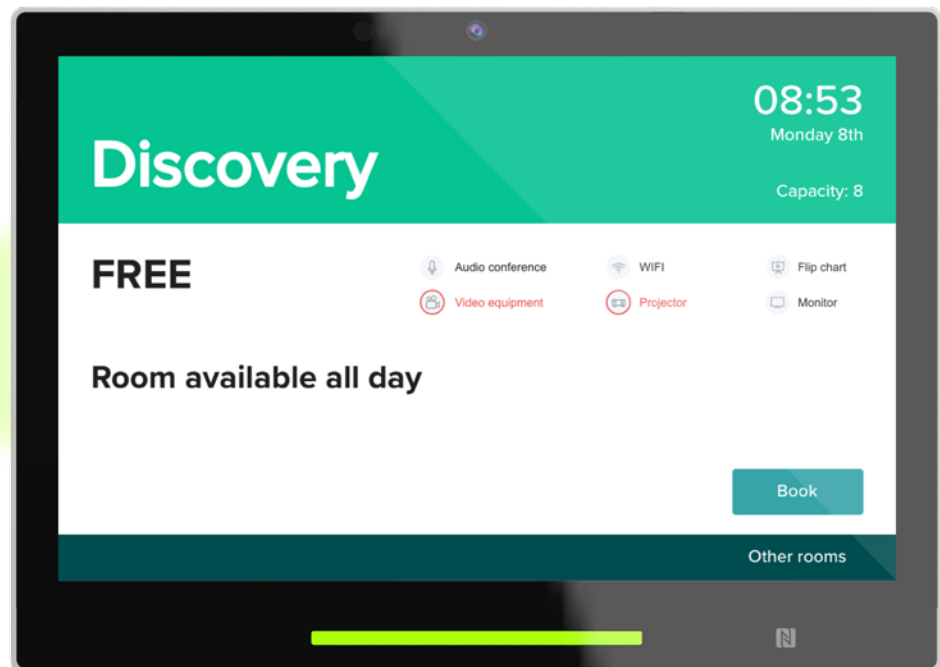 08:53
Monday 8th
Discovery
Capacity: 8
FREE
Audio conference
WIFI
Flip chart
Video equipment
Projector
Monitor
Room available all day
Book
Other rooms